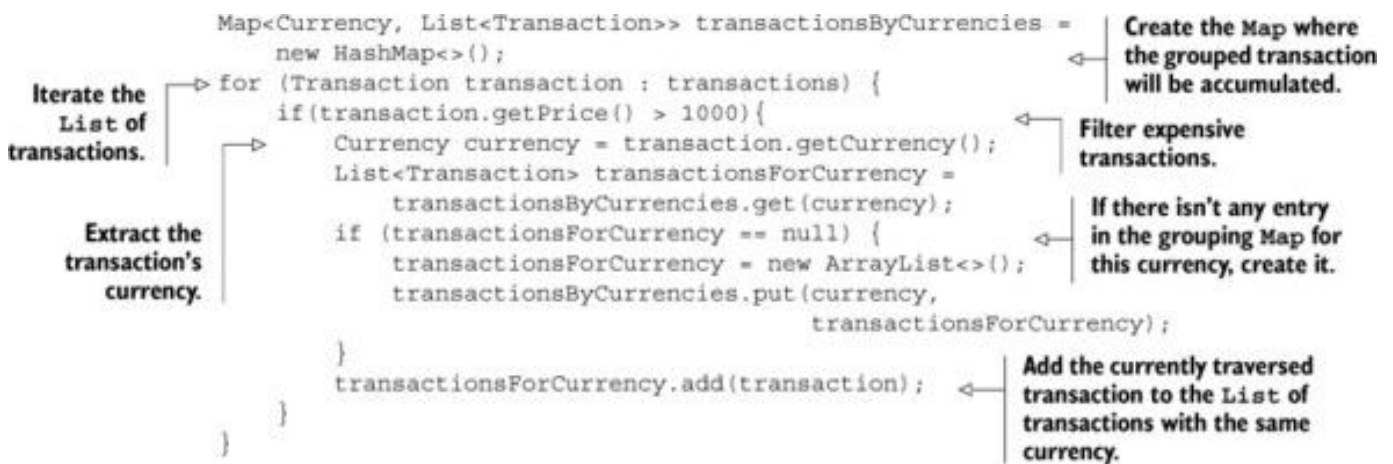 Map<Currency, List<Transaction>> transactionsByCurrencies =
new HashMap<>();
for (Transaction transaction : transactions) {
if(transaction.getPrice() > 1000){
Currency currency = transaction.getCurrency();
List<Transaction> transactionsForCurrency =
transactionsByCurrencies.get(currency);
if (transactionsForCurrency == null) {
transactionsForCurrency = new ArrayList<>();
transactionsByCurrencies.put(currency,
transactionsForCurrency);
}
transactionsForCurrency.add(transaction);
}
}
Iterate the
List of
transactions.
Extract the
transaction's
currency.
Create the Map where
the grouped transaction
will be accumulated.
Filter expensive
transactions.
If there isn't any entry
in the grouping Map for
this currency, create it.
Add the currently traversed
transaction to the List of
transactions with the same
currency.